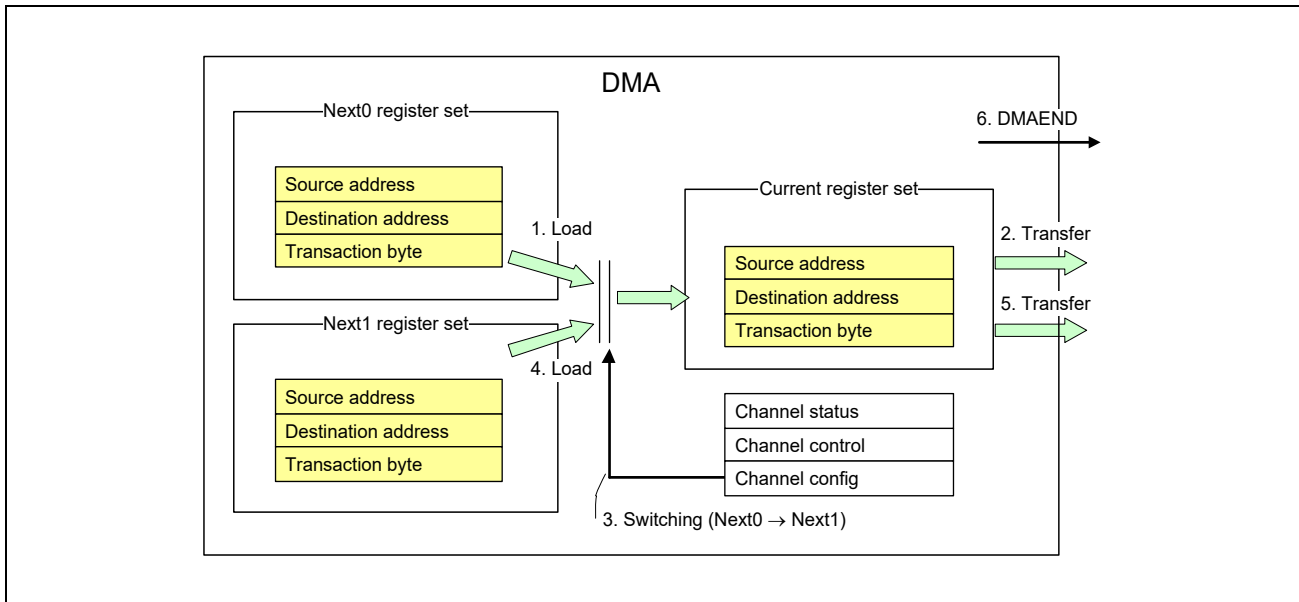 DMA
Next0 register set
Source address
Destination address
Transaction byte
1. Load
Next1 register set
Source address
Destination address
Transaction byte
4. Load
3. Switching (Next0 → Next1)
Current register set
Source address
Destination address
Transaction byte
Channel status
Channel control
Channel config
2. Transfer
5. Transfer
6. DMAEND